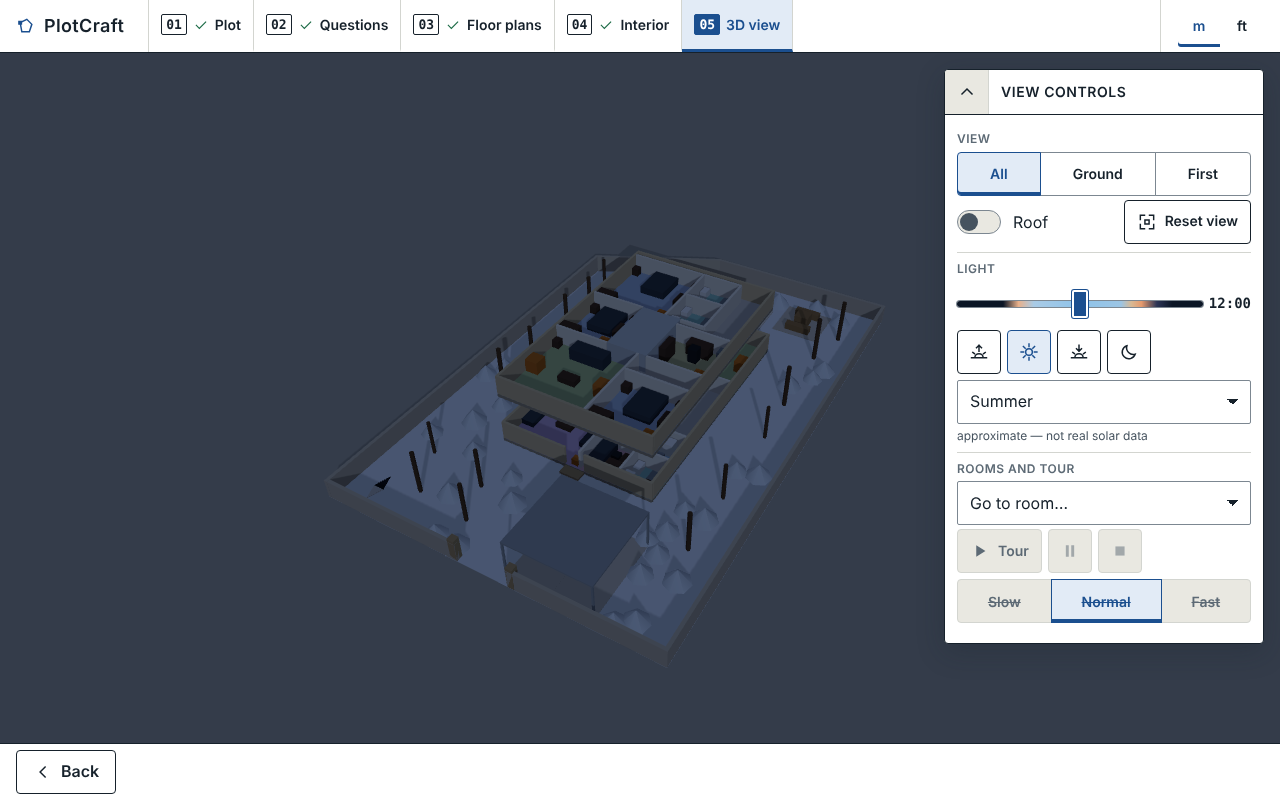 PlotCraft
01 Plot
02 Questions
03 Floor plans
04 Interior
05 3D view
m
ft
VIEW CONTROLS
VIEW
All
Ground
First
Roof
Reset view
LIGHT
12:00
Summer
approximate — not real solar data
ROOMS AND TOUR
Go to room...
Tour
Slow
Normal
Fast
Back